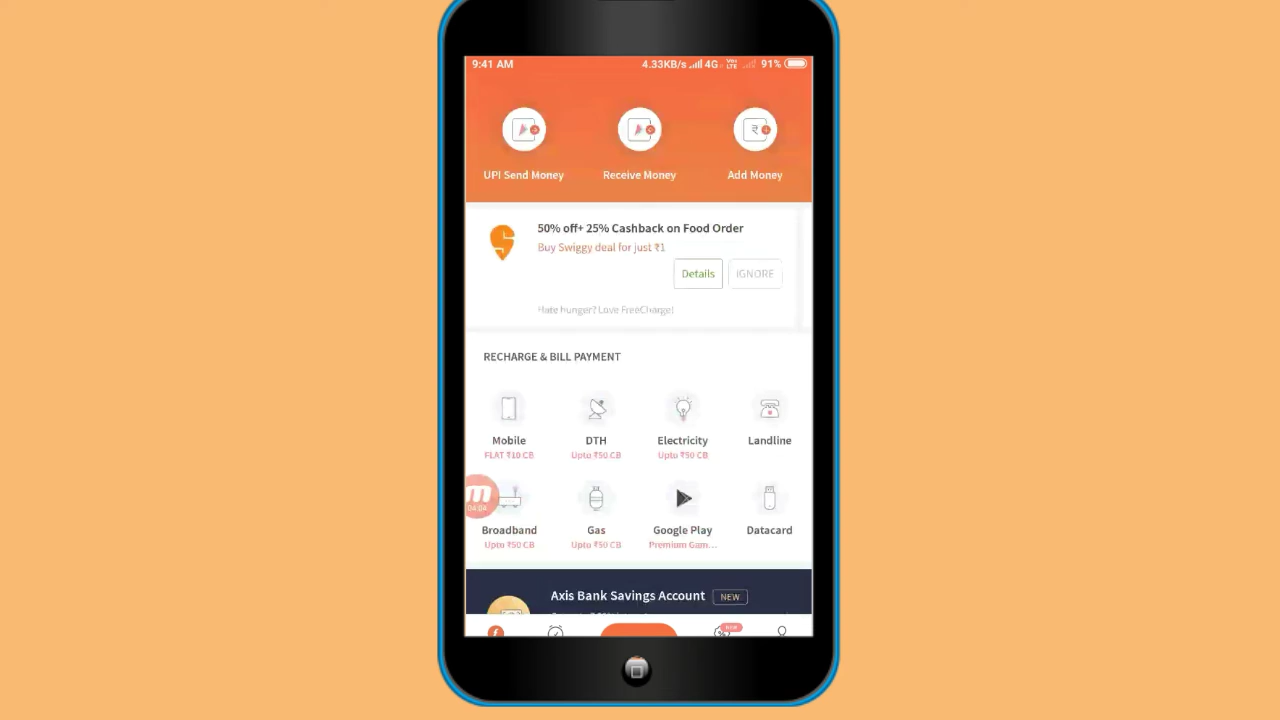 9:41 AM 4.33KB/s 4G VoLTE 91%
UPI Send Money Receive Money Add Money
50% off+ 25% Cashback on Food Order
Buy Swiggy deal for just ₹1
Details IGNORE
Hate hunger? Love FreeCharge!
RECHARGE & BILL PAYMENT
Mobile DTH Electricity Landline
FLAT ₹10 CB Upto ₹50 CB Upto ₹50 CB
Broadband Gas Google Play Datacard
Upto ₹50 CB Upto ₹50 CB Premium Gam...
Axis Bank Savings Account NEW
NEW